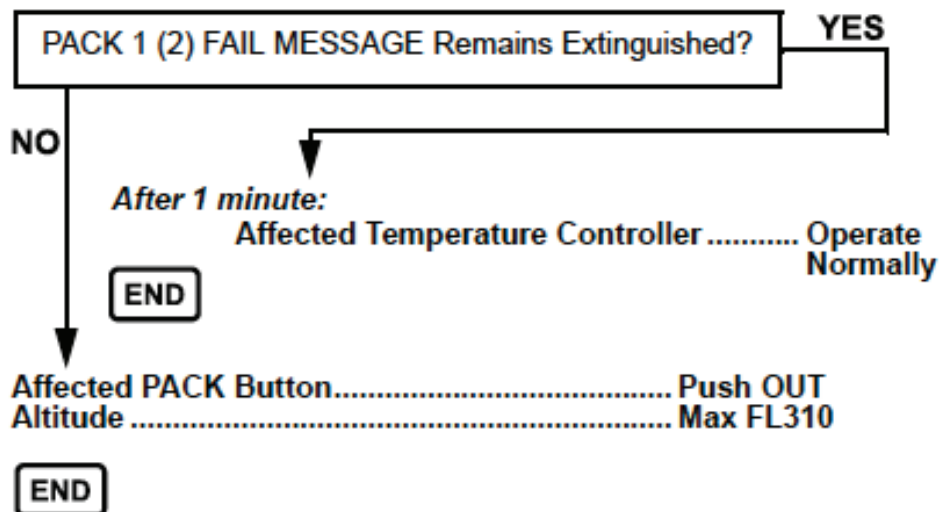 PACK 1 (2) FAIL MESSAGE Remains Extinguished?
YES
NO
After 1 minute:
Affected Temperature Controller ........... Operate
Normally
END
Affected PACK Button........................................ Push OUT
Altitude ................................................................ Max FL310
END